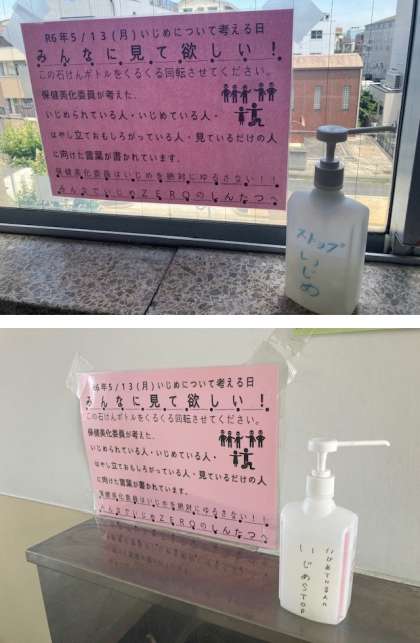 R6年5/13(月)いじめについて考える日
みんなに見て欲しい!
この石けんボトルをくるくる回転させてください。
保健美化委員が考えた、
いじめられている人・いじめている人・
はやし立ておもしろがっている人・見ているだけの人
に向けた言葉が書かれています。
保健美化委員はいじめを絶対にゆるさない!!
みんなでいじめZEROのしんたつへ
ストップ
いじめ
R6年5/13(月)いじめについて考える日
みんなに見て欲しい!
この石けんボトルをくるくる回転させてください。
保健美化委員が考えた、
いじめられている人・いじめている人・
はやし立ておもしろがっている人・見ているだけの人
に向けた言葉が書かれています。
保健美化委員はいじめを絶対にゆるさない!!
みんなでいじめZEROのしんたつへ
いじめSTOP